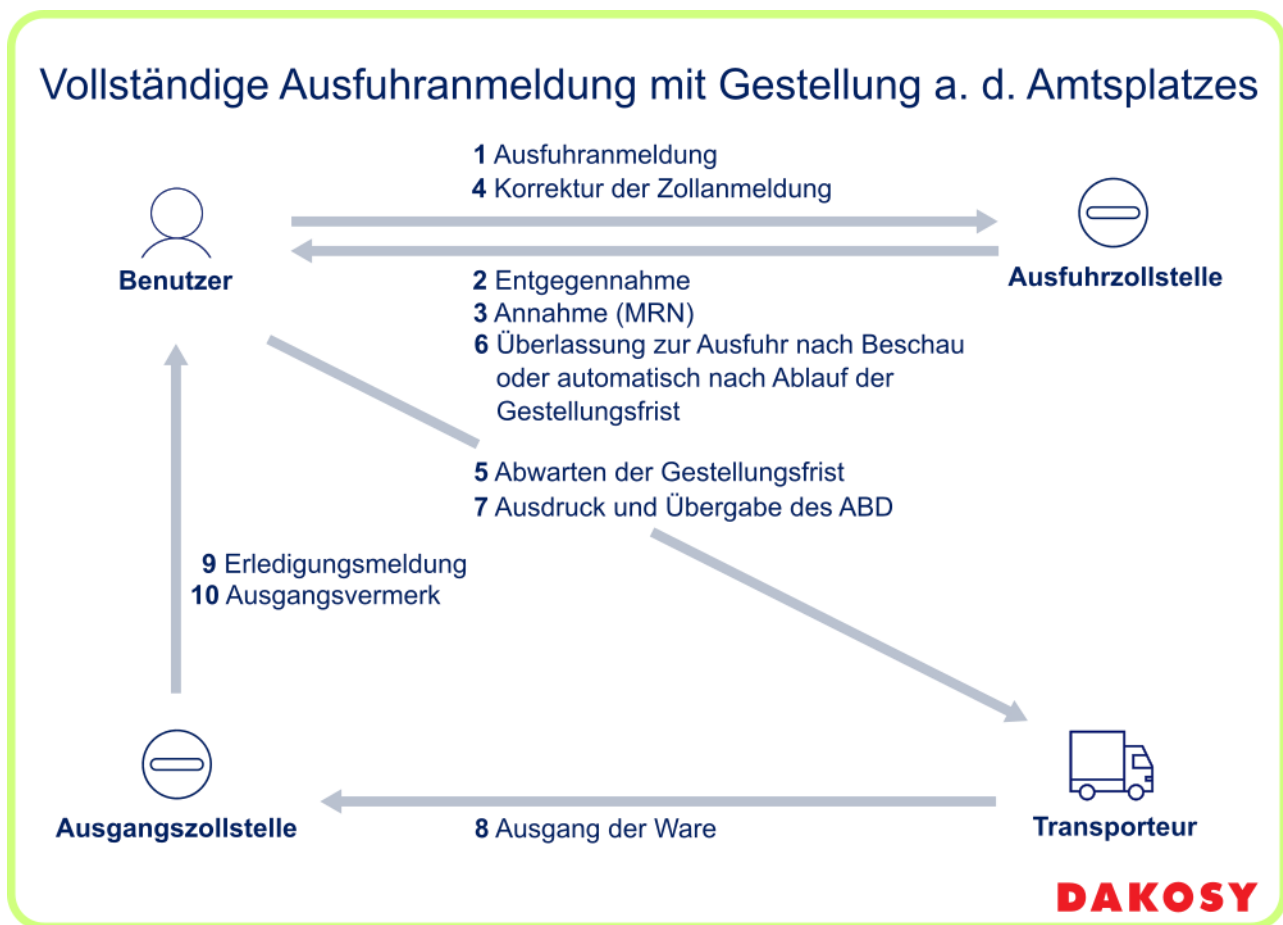 Vollständige Ausfuhranmeldung mit Gestellung a. d. Amtsplatzes
1 Ausfuhranmeldung
4 Korrektur der Zollanmeldung
Benutzer
Ausfuhrzollstelle
2 Entgegennahme
3 Annahme (MRN)
6 Überlassung zur Ausfuhr nach Beschau
oder automatisch nach Ablauf der
Gestellungsfrist
5 Abwarten der Gestellungsfrist
7 Ausdruck und Übergabe des ABD
9 Erledigungsmeldung
10 Ausgangsvermerk
Ausgangszollstelle
8 Ausgang der Ware
Transporteur
DAKOSY